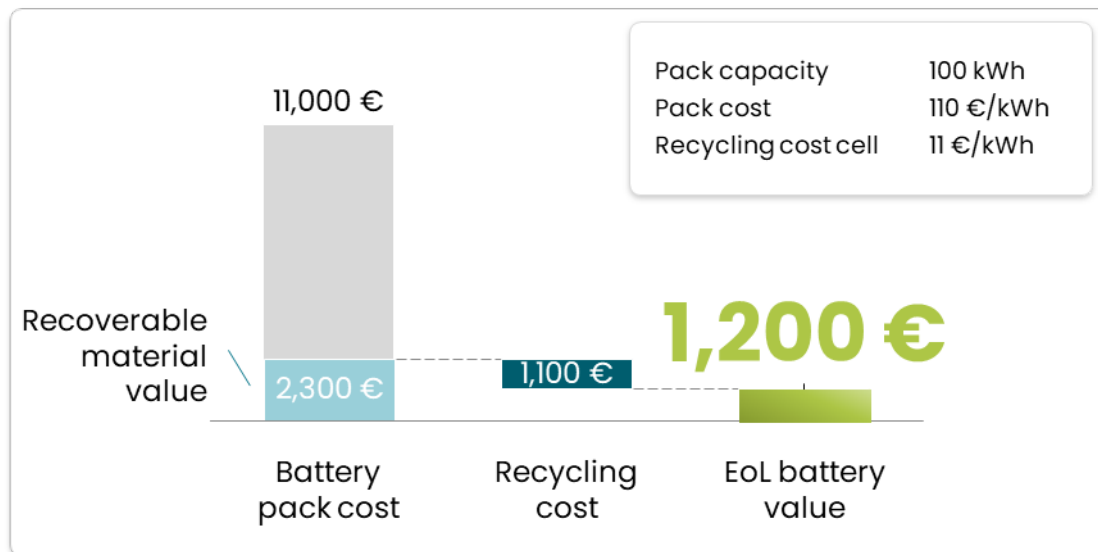 Pack capacity 100 kWh
Pack cost 110 €/kWh
Recycling cost cell 11 €/kWh
11,000 €
Recoverable
material
value
2,300 €
1,100 €
1,200 €
Battery
pack cost
Recycling
cost
EoL battery
value